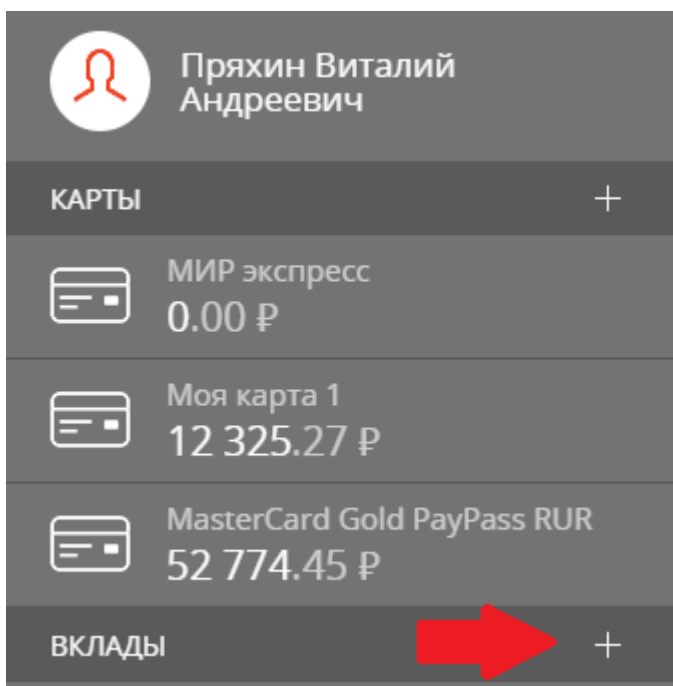 Пряхин Виталий
Андреевич
КАРТЫ +
МИР экспресс
0.00 ₽
Моя карта 1
12 325.27 ₽
MasterCard Gold PayPass RUR
52 774.45 ₽
ВКЛАДЫ +